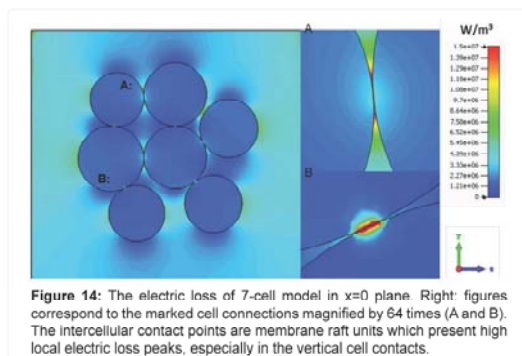 A:
B:
A
B
W/m³
1.5e+07
1.39e+07
1.29e+07
1.18e+07
1.08e+07
9.7e+06
8.64e+06
7.58e+06
6.52e+06
5.45e+06
4.39e+06
3.33e+06
2.27e+06
1.21e+06
0
Figure 14: The electric loss of 7-cell model in x=0 plane. Right: figures
correspond to the marked cell connections magnified by 64 times (A and B).
The intercellular contact points are membrane raft units which present high
local electric loss peaks, especially in the vertical cell contacts.